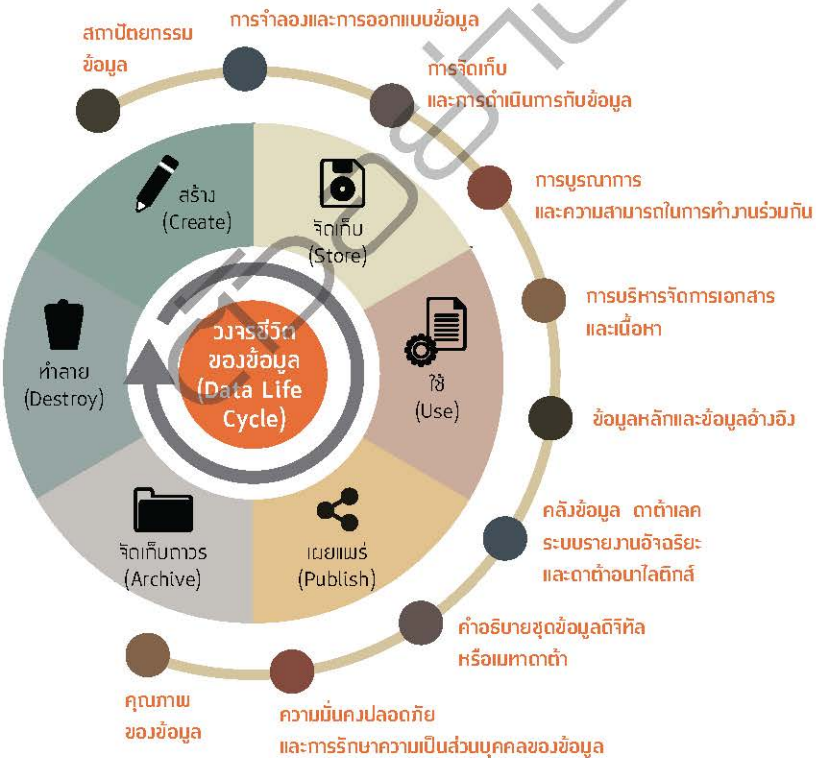 สถาปัตยกรรม
ข้อมูล
การจำลองและการออกแบบข้อมูล
การจัดเก็บ
และการดำเนินการกับข้อมูล
การบูรณาการ
และความสามารถในการทำงานร่วมกัน
การบริหารจัดการเอกสาร
และเนื้อหา
ข้อมูลหลักและข้อมูลอ้างอิง
คลังข้อมูล ดาต้าเลค
ระบบรายงานอัจฉริยะ
และดาต้าอนาไลติกส์
คำอธิบายชุดข้อมูลดิจิทัล
หรือเมทาดาต้า
ความมั่นคงปลอดภัย
และการรักษาความเป็นส่วนบุคคลของข้อมูล
คุณภาพ
ของข้อมูล
สร้าง
(Create)
จัดเก็บ
(Store)
ใช้
(Use)
เผยแพร่
(Publish)
จัดเก็บถาวร
(Archive)
ทำลาย
(Destroy)
วงจรชีวิต
ของข้อมูล
(Data Life
Cycle)